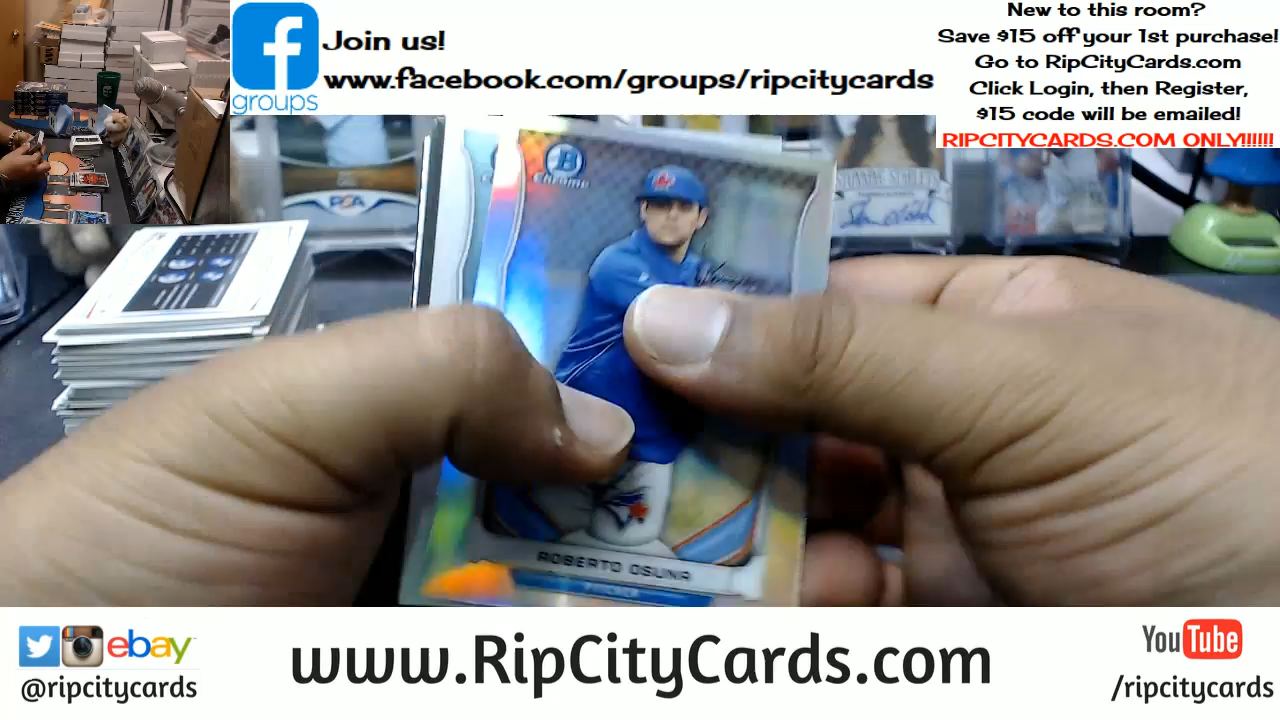 Join us!
www.facebook.com/groups/ripcitycards
groups
New to this room?
Save $15 off your 1st purchase!
Go to RipCityCards.com
Click Login, then Register,
$15 code will be emailed!
RIPCITYCARDS.COM ONLY!!!!!!
PSA
B
CHROME
ROBERTO OSUNA
PITCHER
ebay
@ripcitycards
www.RipCityCards.com
YouTube
/ripcitycards